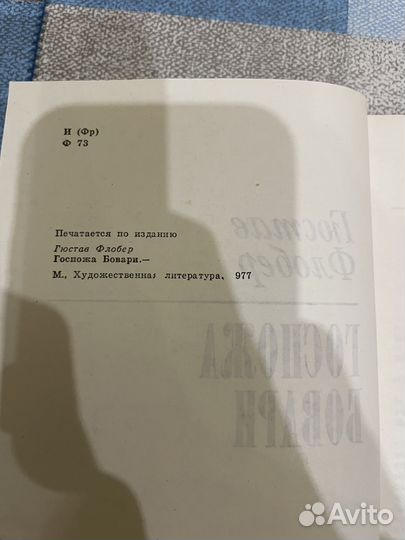 И (Фр)
Ф 73
Печатается по изданию
Гюстав Флобер
Госпожа Бовари.—
М., Художественная литература, 977
Гюстав
Флобер
ГОСПОЖА
БОВАРИ
Avito